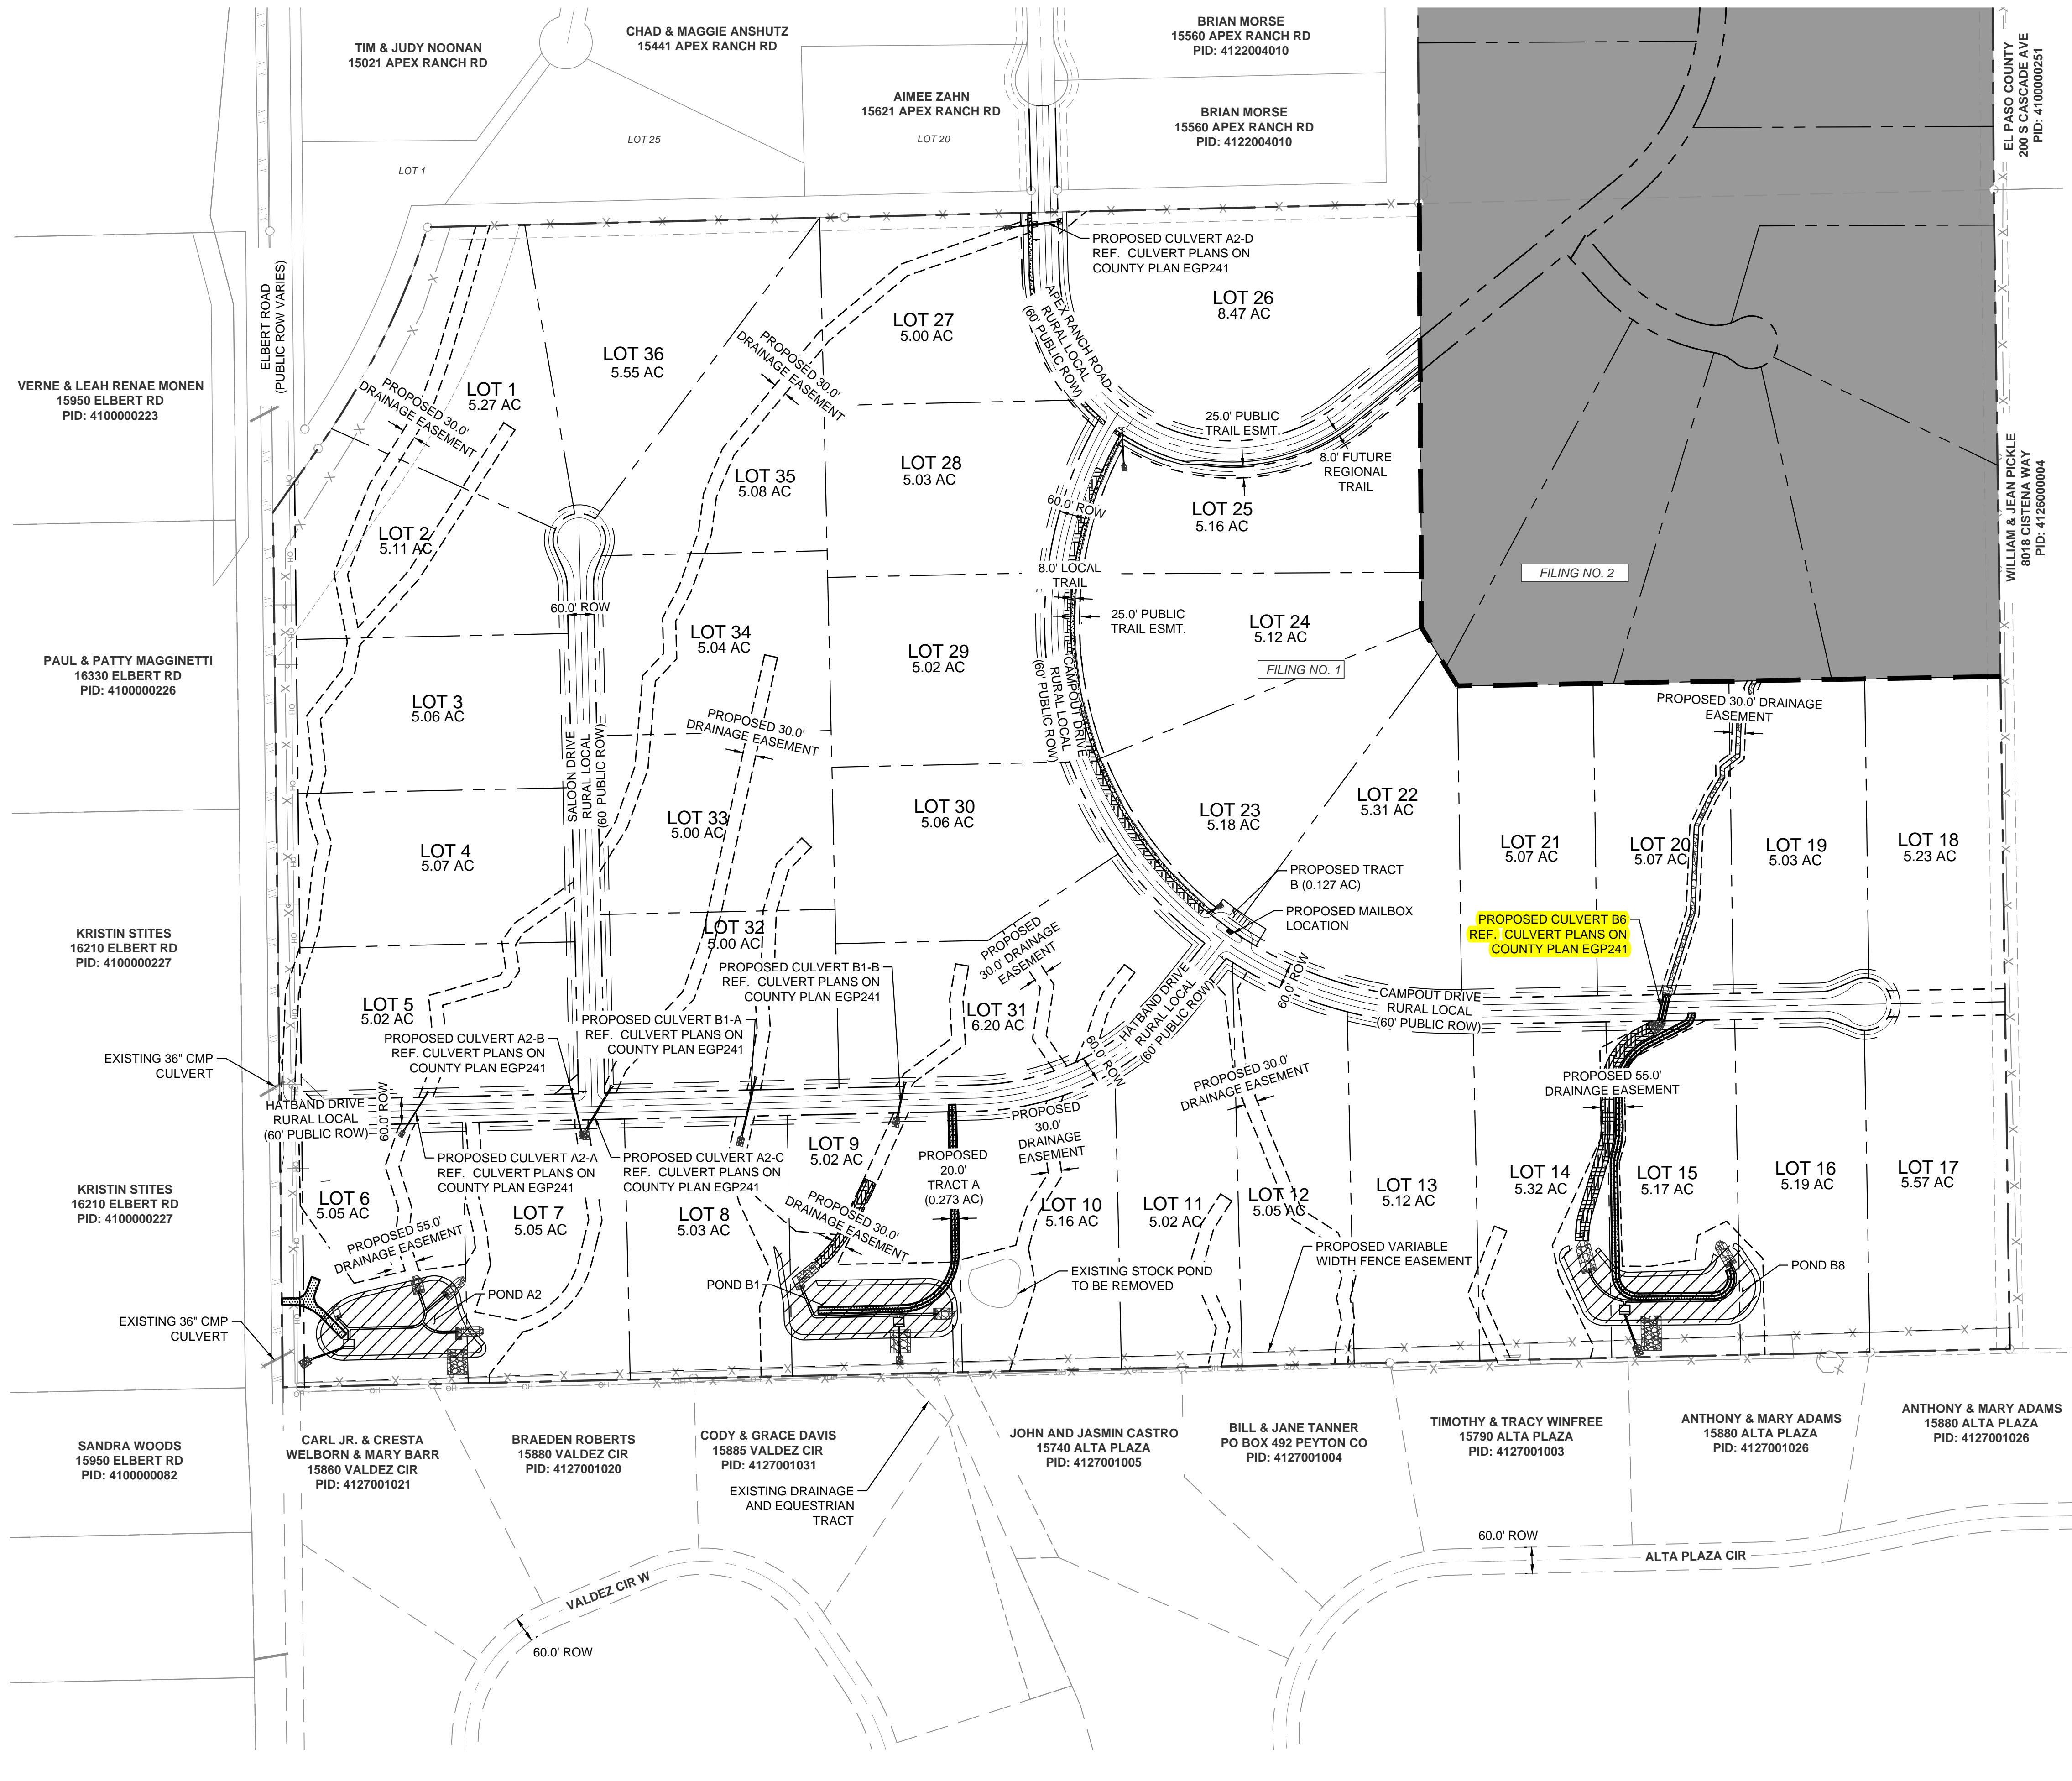 TIM & JUDY NOONAN
15021 APEX RANCH RD
CHAD & MAGGIE ANSHUTZ
15441 APEX RANCH RD
BRIAN MORSE
15560 APEX RANCH RD
PID: 4122004010
AIMEE ZAHN
15621 APEX RANCH RD
BRIAN MORSE
15560 APEX RANCH RD
PID: 4122004010
EL PASO COUNTY
200 S CASCADE AVE
PID: 4100000251
LOT 1
LOT 25
LOT 20
ELBERT ROAD
(PUBLIC ROW VARIES)
PROPOSED CULVERT A2-D
REF. CULVERT PLANS ON
COUNTY PLAN EGP241
LOT 26
8.47 AC
LOT 27
5.00 AC
APEX RANCH ROAD
RURAL LOCAL
(60' PUBLIC ROW)
LOT 36
5.55 AC
PROPOSED 30.0'
DRAINAGE EASEMENT
VERNE & LEAH RENAE MONEN
15950 ELBERT RD
PID: 4100000223
LOT 1
5.27 AC
PROPOSED 30.0'
DRAINAGE EASEMENT
25.0' PUBLIC
TRAIL ESMT.
8.0' FUTURE
REGIONAL
TRAIL
LOT 35
5.08 AC
LOT 28
5.03 AC
60.0' ROW
LOT 25
5.16 AC
WILLIAM & JEAN PICKLE
8018 CISTENA WAY
PID: 4126000004
LOT 2
5.11 AC
8.0' LOCAL
TRAIL
FILING NO. 2
60.0' ROW
25.0' PUBLIC
TRAIL ESMT.
LOT 24
5.12 AC
LOT 34
5.04 AC
LOT 29
5.02 AC
FILING NO. 1
PAUL & PATTY MAGGINETTI
16330 ELBERT RD
PID: 4100000226
LOT 3
5.06 AC
CAMPOUT DRIVE
RURAL LOCAL
(60' PUBLIC ROW)
PROPOSED 30.0' DRAINAGE
EASEMENT
PROPOSED 30.0'
DRAINAGE EASEMENT
SALOON DRIVE
RURAL LOCAL
(60' PUBLIC ROW)
LOT 33
5.00 AC
LOT 30
5.06 AC
LOT 23
5.18 AC
LOT 22
5.31 AC
LOT 21
5.07 AC
LOT 20
5.07 AC
LOT 19
5.03 AC
LOT 18
5.23 AC
LOT 4
5.07 AC
PROPOSED TRACT
B (0.127 AC)
PROPOSED MAILBOX
LOCATION
PROPOSED CULVERT B6
REF. CULVERT PLANS ON
COUNTY PLAN EGP241
KRISTIN STITES
16210 ELBERT RD
PID: 4100000227
LOT 32
5.00 AC
PROPOSED
30.0' DRAINAGE
EASEMENT
PROPOSED CULVERT B1-B
REF. CULVERT PLANS ON
COUNTY PLAN EGP241
60.0' ROW
HATBAND DRIVE
RURAL LOCAL
(60' PUBLIC ROW)
CAMPOUT DRIVE
RURAL LOCAL
(60' PUBLIC ROW)
LOT 5
5.02 AC
LOT 31
6.20 AC
PROPOSED CULVERT B1-A
REF. CULVERT PLANS ON
COUNTY PLAN EGP241
PROPOSED CULVERT A2-B
REF. CULVERT PLANS ON
COUNTY PLAN EGP241
EXISTING 36" CMP
CULVERT
60.0' ROW
PROPOSED 30.0'
DRAINAGE EASEMENT
PROPOSED 55.0'
DRAINAGE EASEMENT
HATBAND DRIVE
RURAL LOCAL
(60' PUBLIC ROW)
60.0' ROW
PROPOSED
30.0'
DRAINAGE
EASEMENT
LOT 9
5.02 AC
PROPOSED
20.0'
TRACT A
(0.273 AC)
PROPOSED CULVERT A2-A
REF. CULVERT PLANS ON
COUNTY PLAN EGP241
PROPOSED CULVERT A2-C
REF. CULVERT PLANS ON
COUNTY PLAN EGP241
KRISTIN STITES
16210 ELBERT RD
PID: 4100000227
LOT 6
5.05 AC
LOT 7
5.05 AC
LOT 8
5.03 AC
LOT 10
5.16 AC
LOT 11
5.02 AC
LOT 12
5.05 AC
LOT 13
5.12 AC
LOT 14
5.32 AC
LOT 15
5.17 AC
LOT 16
5.19 AC
LOT 17
5.57 AC
PROPOSED 55.0'
DRAINAGE EASEMENT
PROPOSED 30.0'
DRAINAGE EASEMENT
PROPOSED VARIABLE
WIDTH FENCE EASEMENT
EXISTING STOCK POND
TO BE REMOVED
POND A2
POND B1
POND B8
EXISTING 36" CMP
CULVERT
SANDRA WOODS
15950 ELBERT RD
PID: 4100000082
CARL JR. & CRESTA
WELBORN & MARY BARR
15860 VALDEZ CIR
PID: 4127001021
BRAEDEN ROBERTS
15880 VALDEZ CIR
PID: 4127001020
CODY & GRACE DAVIS
15885 VALDEZ CIR
PID: 4127001031
JOHN AND JASMIN CASTRO
15740 ALTA PLAZA
PID: 4127001005
BILL & JANE TANNER
PO BOX 492 PEYTON CO
PID: 4127001004
TIMOTHY & TRACY WINFREE
15790 ALTA PLAZA
PID: 4127001003
ANTHONY & MARY ADAMS
15880 ALTA PLAZA
PID: 4127001026
ANTHONY & MARY ADAMS
15880 ALTA PLAZA
PID: 4127001026
EXISTING DRAINAGE
AND EQUESTRIAN
TRACT
60.0' ROW
ALTA PLAZA CIR
VALDEZ CIR W
60.0' ROW